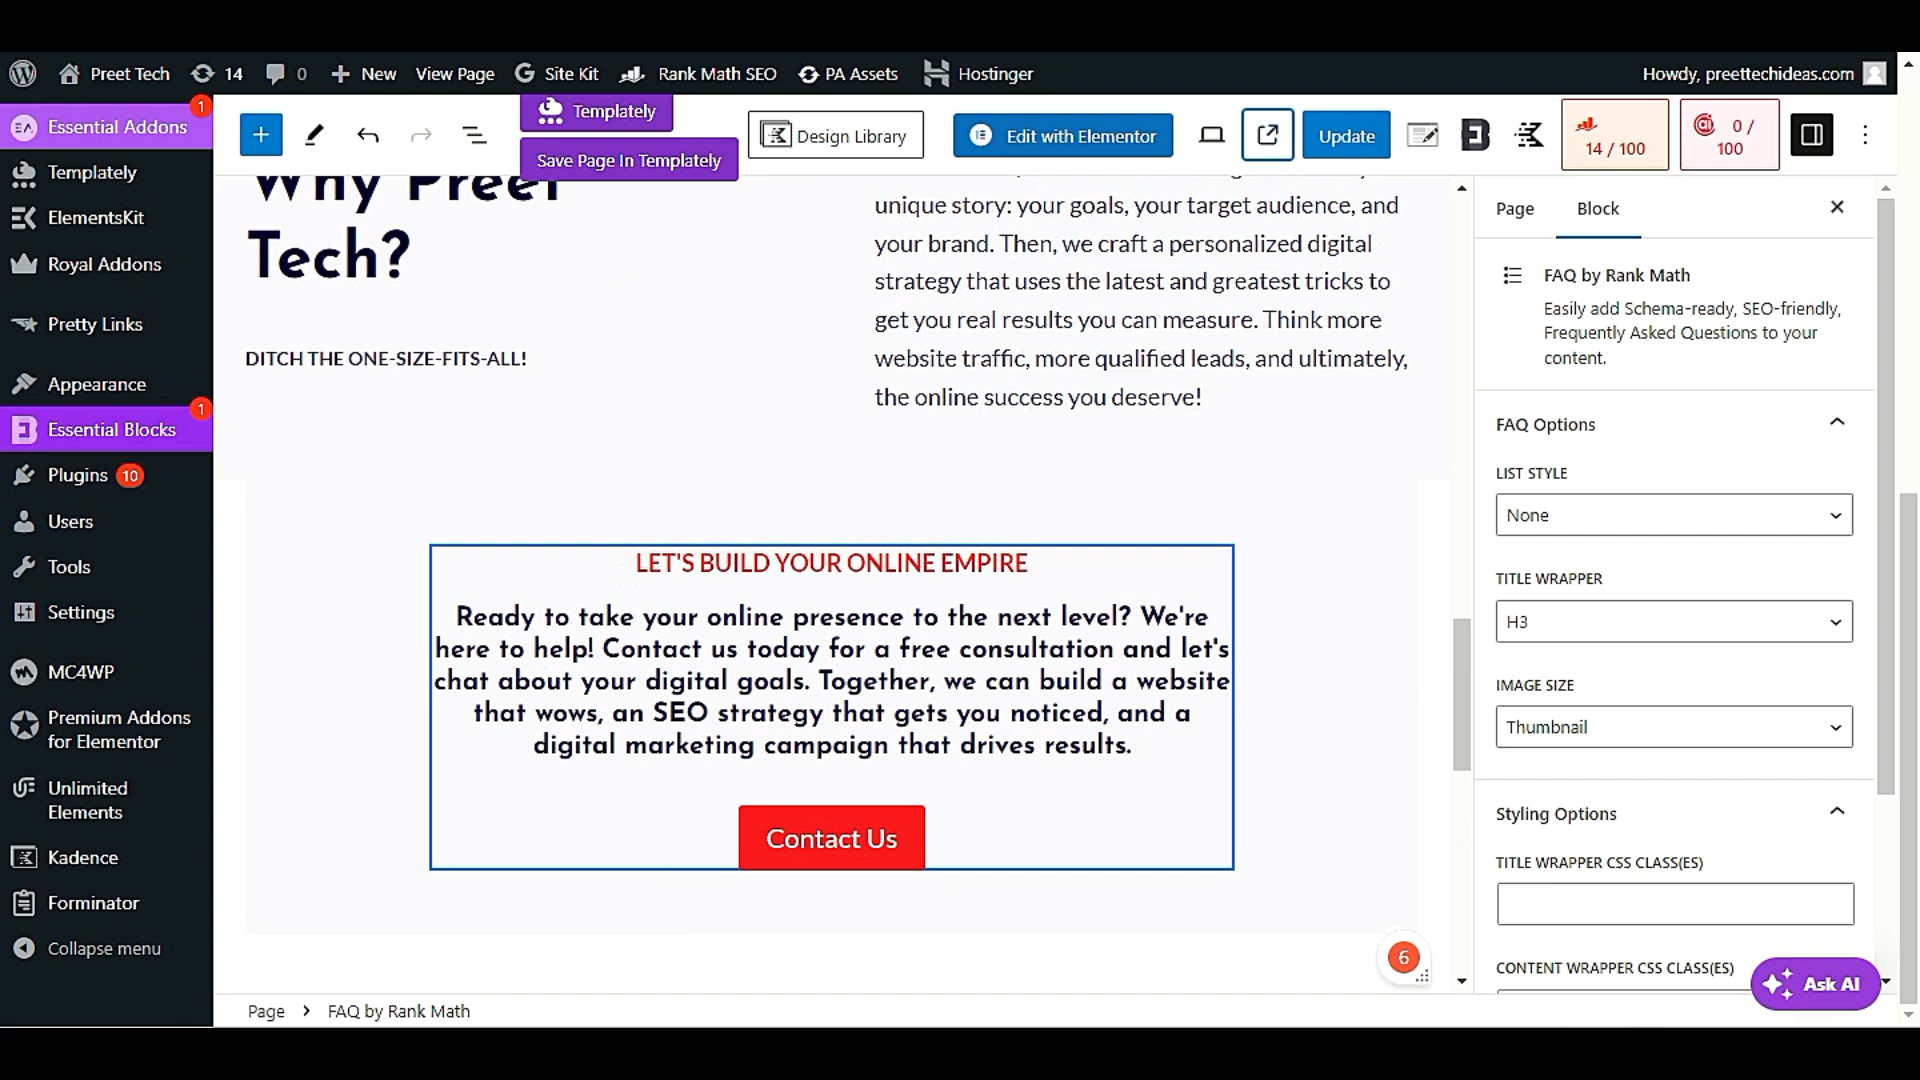 Preet Tech
14
0
New
View Page
Site Kit
Rank Math SEO
PA Assets
Hostinger
Howdy, preettechideas.com
Essential Addons
1
Templately
ElementsKit
Royal Addons
Pretty Links
Appearance
Essential Blocks
1
Plugins 10
Users
Tools
Settings
MC4WP
Premium Addons
for Elementor
Unlimited
Elements
Kadence
Forminator
Collapse menu
Templately
Save Page In Templately
Design Library
Edit with Elementor
Update
14 / 100
0 /
100
Why Preet
Tech?
DITCH THE ONE-SIZE-FITS-ALL!
unique story: your goals, your target audience, and
your brand. Then, we craft a personalized digital
strategy that uses the latest and greatest tricks to
get you real results you can measure. Think more
website traffic, more qualified leads, and ultimately,
the online success you deserve!
LET'S BUILD YOUR ONLINE EMPIRE
Ready to take your online presence to the next level? We're
here to help! Contact us today for a free consultation and let's
chat about your digital goals. Together, we can build a website
that wows, an SEO strategy that gets you noticed, and a
digital marketing campaign that drives results.
Contact Us
6
Page
Block
FAQ by Rank Math
Easily add Schema-ready, SEO-friendly,
Frequently Asked Questions to your
content.
FAQ Options
LIST STYLE
None
TITLE WRAPPER
H3
IMAGE SIZE
Thumbnail
Styling Options
TITLE WRAPPER CSS CLASS(ES)
CONTENT WRAPPER CSS CLASS(ES)
Ask AI
Page > FAQ by Rank Math